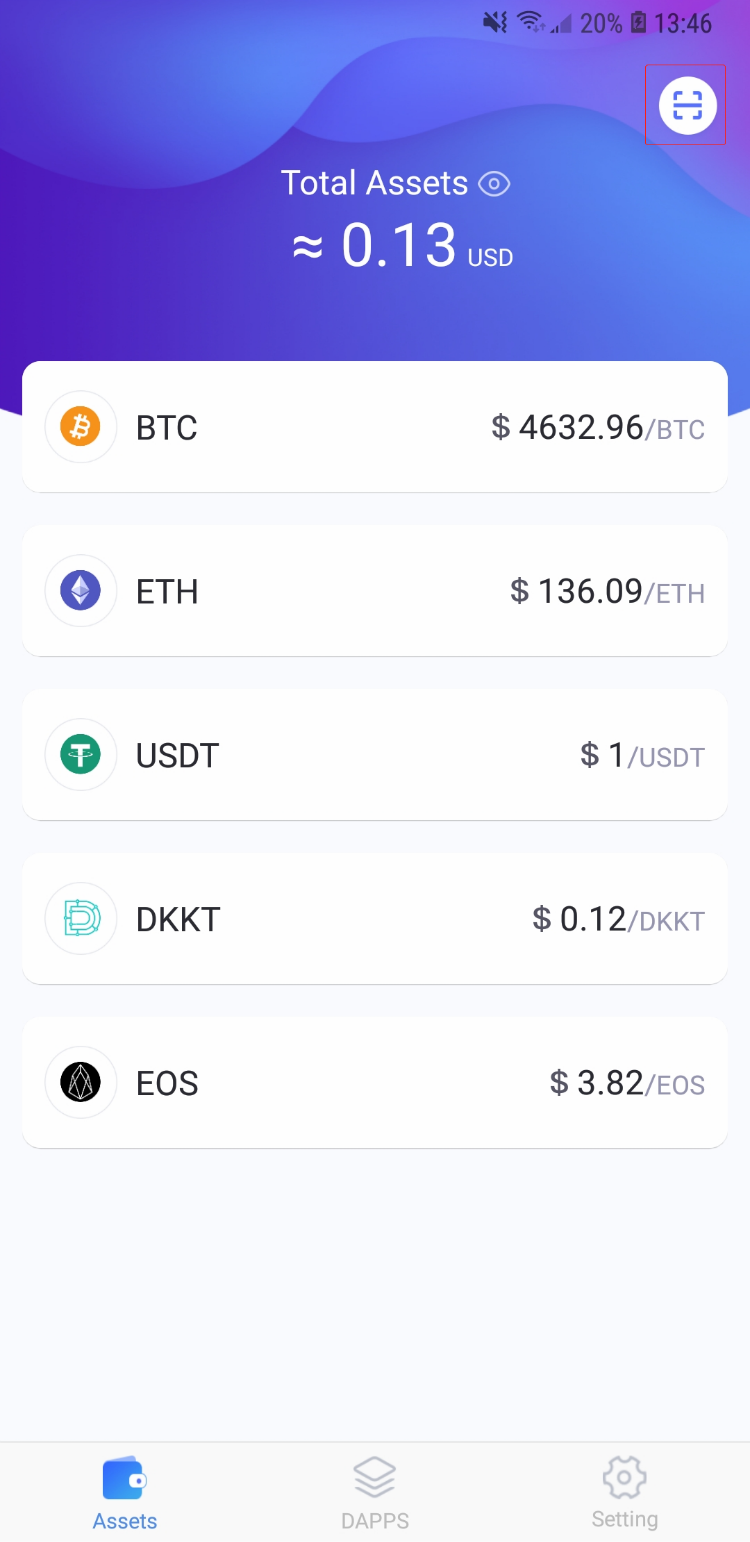 20% 13:46
Total Assets
≈ 0.13 USD
BTC $ 4632.96/BTC
ETH $ 136.09/ETH
USDT $ 1/USDT
DKKT $ 0.12/DKKT
EOS $ 3.82/EOS
Assets DAPPS Setting